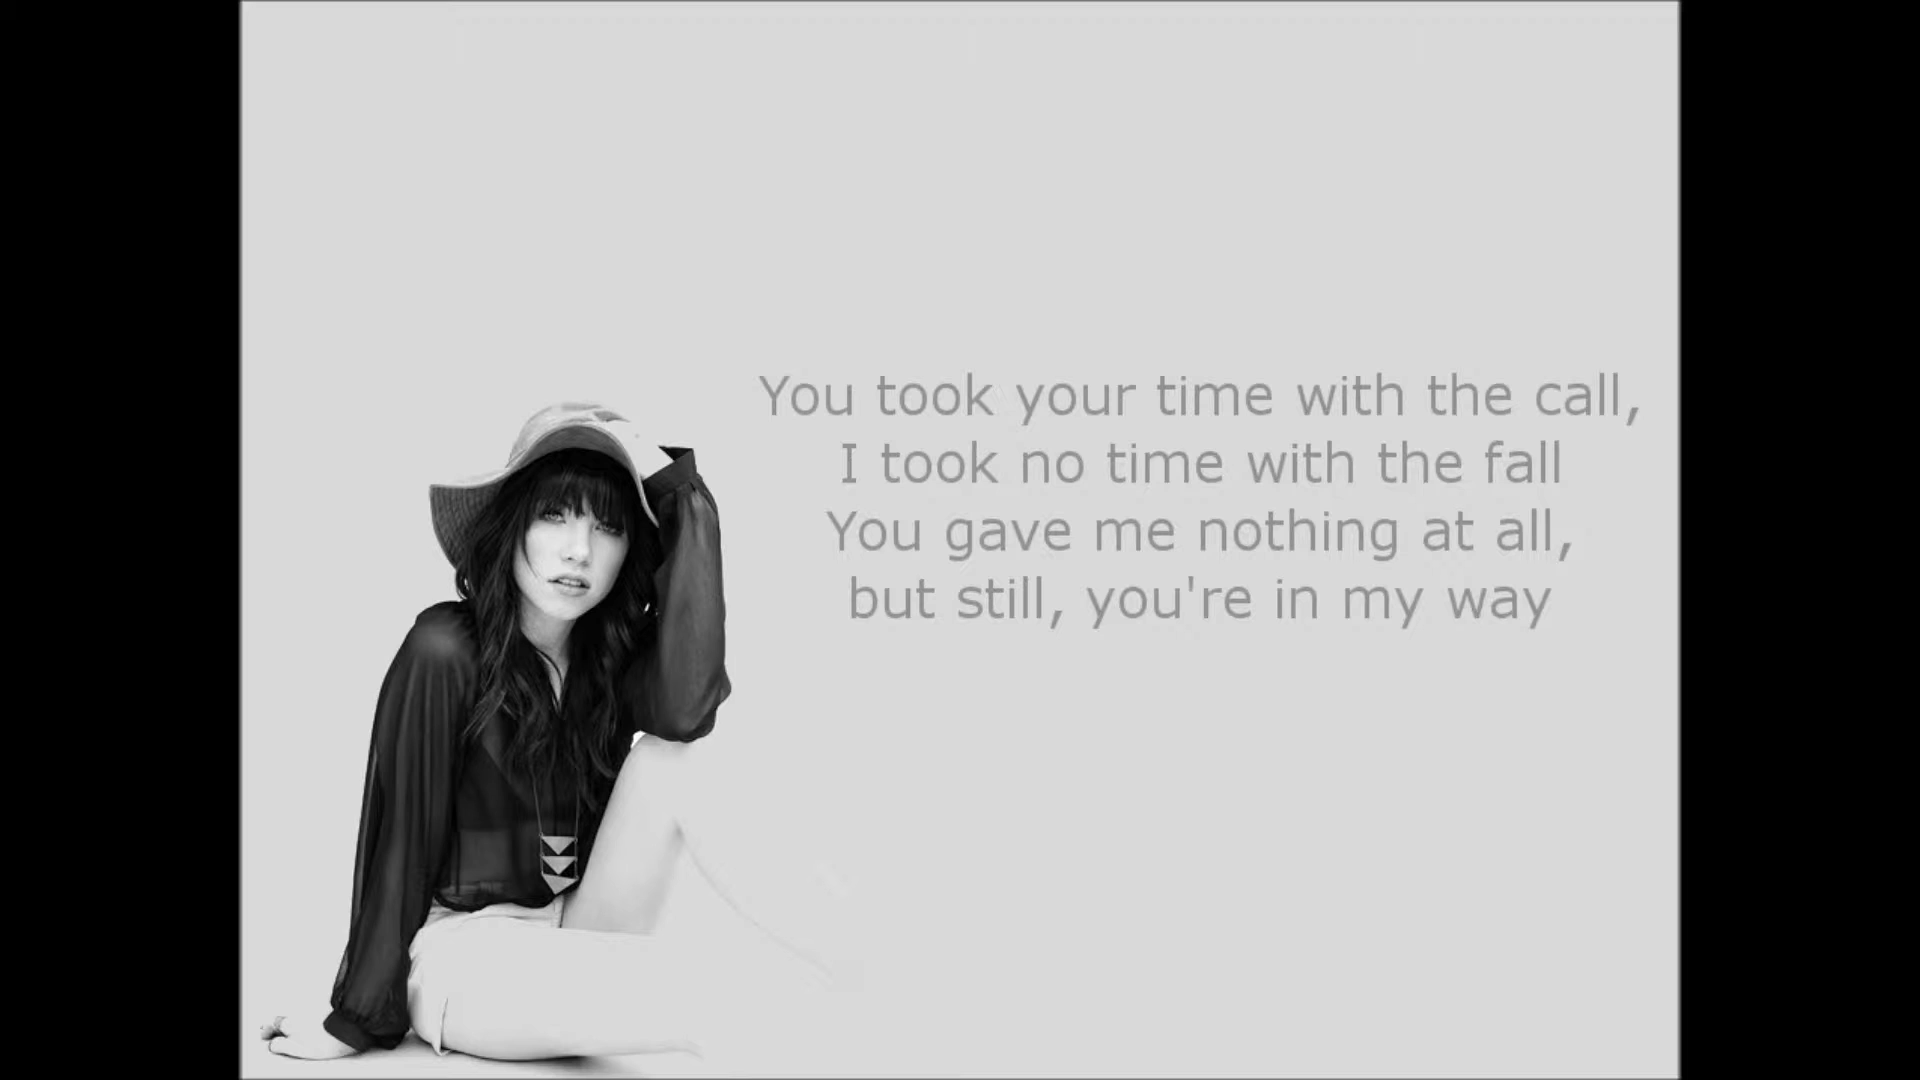 You took your time with the call,
I took no time with the fall
You gave me nothing at all,
but still, you're in my way